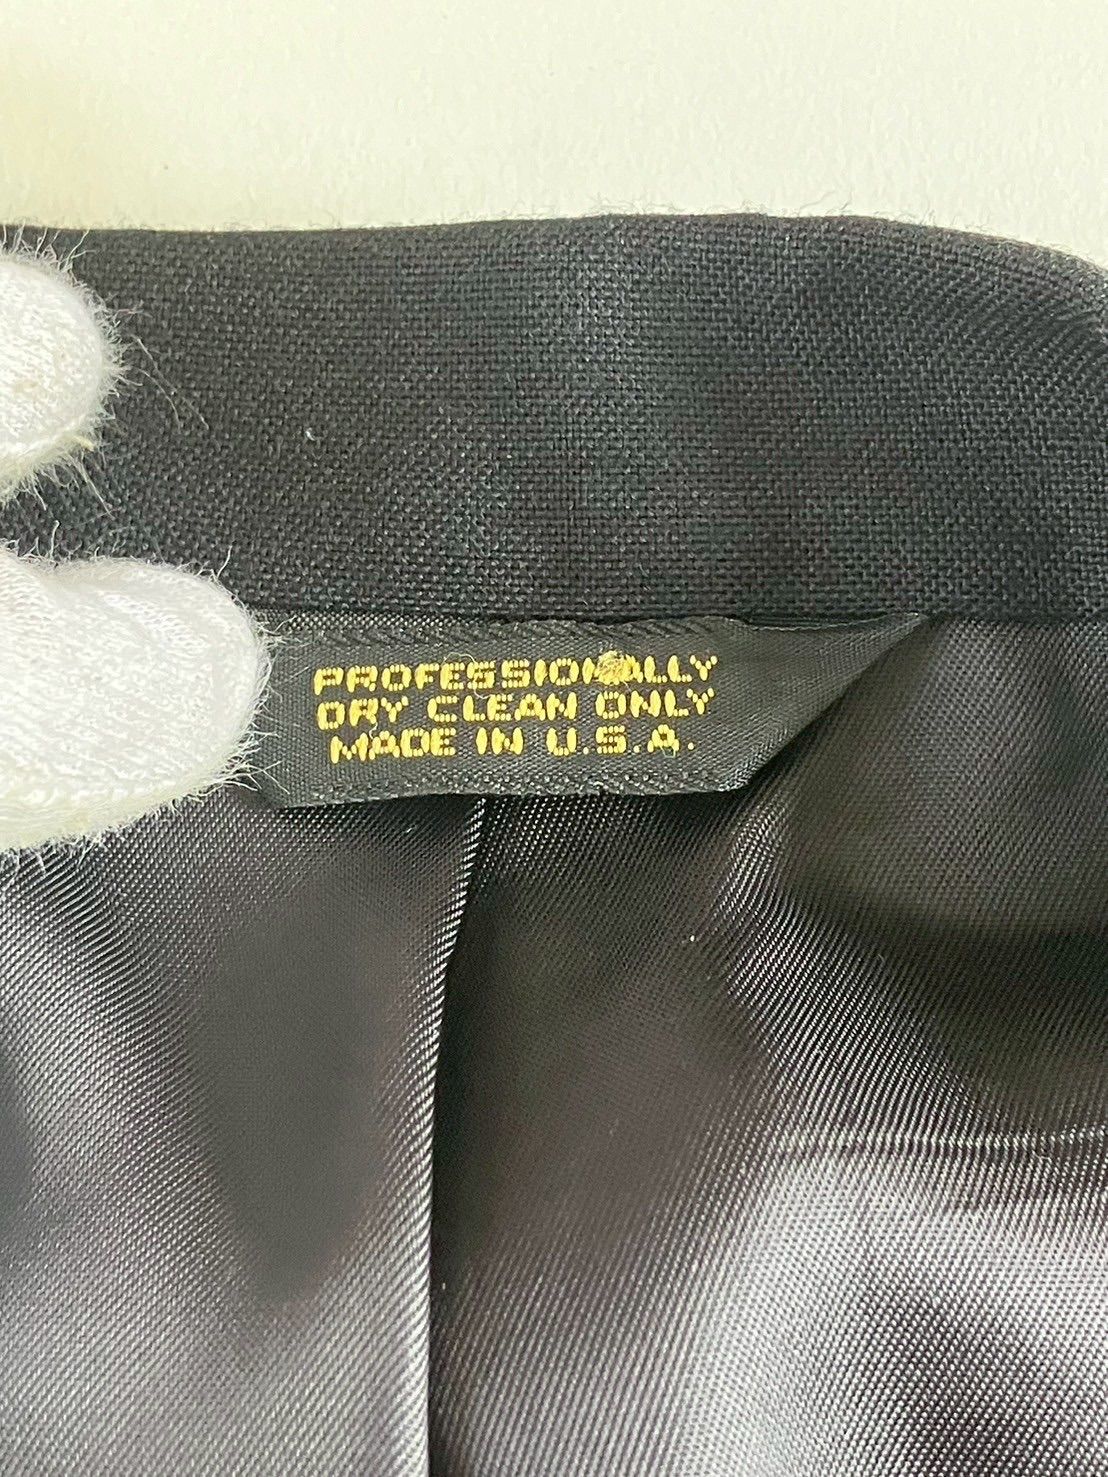 PROFESSIONALLY
DRY CLEAN ONLY
MADE IN U.S.A.